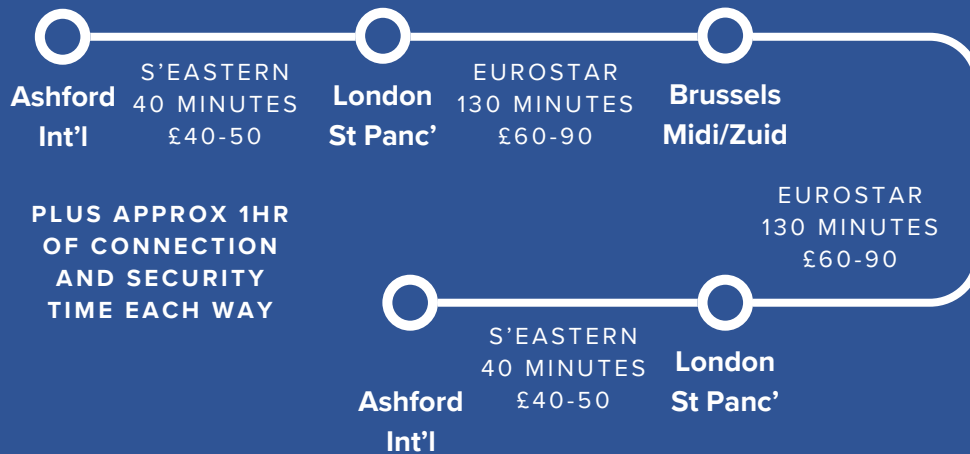 S'EASTERN
40 MINUTES
£40-50
EUROSTAR
130 MINUTES
£60-90
Ashford
Int'l
London
St Panc'
Brussels
Midi/Zuid
PLUS APPROX 1HR
OF CONNECTION
AND SECURITY
TIME EACH WAY
EUROSTAR
130 MINUTES
£60-90
S'EASTERN
40 MINUTES
£40-50
London
St Panc'
Ashford
Int'l